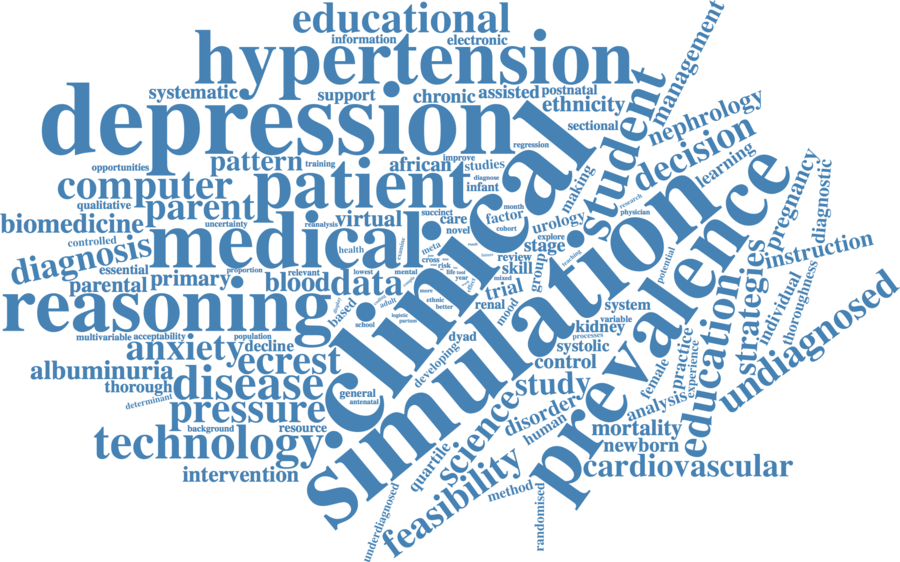 educational
information
electronic
hypertension
management
systematic
support
chronic
assisted
postnatal
ethnicity
depression
sectional
student
nephrology
regression
decision
opportunities
pattern
training
african
improve
studies
learning
computer
patient
diagnose
infant
making
clinical
qualitative
parent
month
research
physician
biomedicine
uncertainty
reanalysis
virtual
succinct
care
novel
factor
cohort
urology
pregnancy
diagnostic
controlled
medical
explore
stage
teaching
diagnosis
health
examine
meta
cross
review
group
simulation
prevalence
instruction
essential
proportion
relevant
lowest
mental
risk
life
tool
year
mixed
skill
potential
parental
primary
blood
data
effect
trial
strategies
individual
thoroughness
reasoning
based
adult
more
ethnic
better
renal
mood
system
undiagnosed
logistic
partum
variable
school
kidney
processes
multivariable
acceptability
population
dyad
systolic
anxiety
decline
developing
control
practice
experience
education
albuminuria
ecrest
female
thorough
disease
general
study
determinant
antenatal
analysis
pressure
science
disorder
background
resource
human
mortality
technology
newborn
quartile
intervention
feasibility
cardiovascular
method
underdiagnosed
randomised